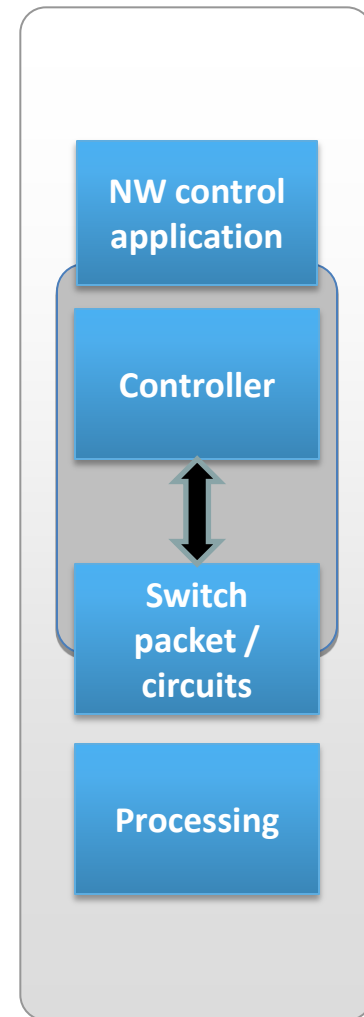 NW control
application
Controller
Switch
packet /
circuits
Processing